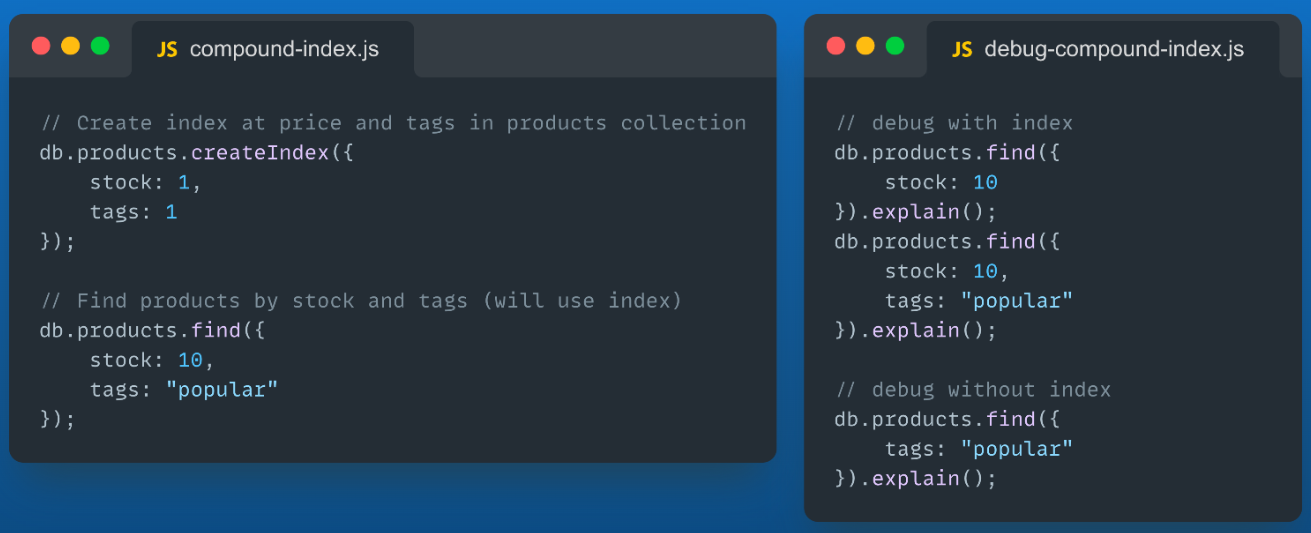 JS compound-index.js
// Create index at price and tags in products collection
db.products.createIndex({
    stock: 1,
    tags: 1
});

// Find products by stock and tags (will use index)
db.products.find({
    stock: 10,
    tags: "popular"
});

JS debug-compound-index.js
// debug with index
db.products.find({
    stock: 10
}).explain();
db.products.find({
    stock: 10,
    tags: "popular"
}).explain();

// debug without index
db.products.find({
    tags: "popular"
}).explain();